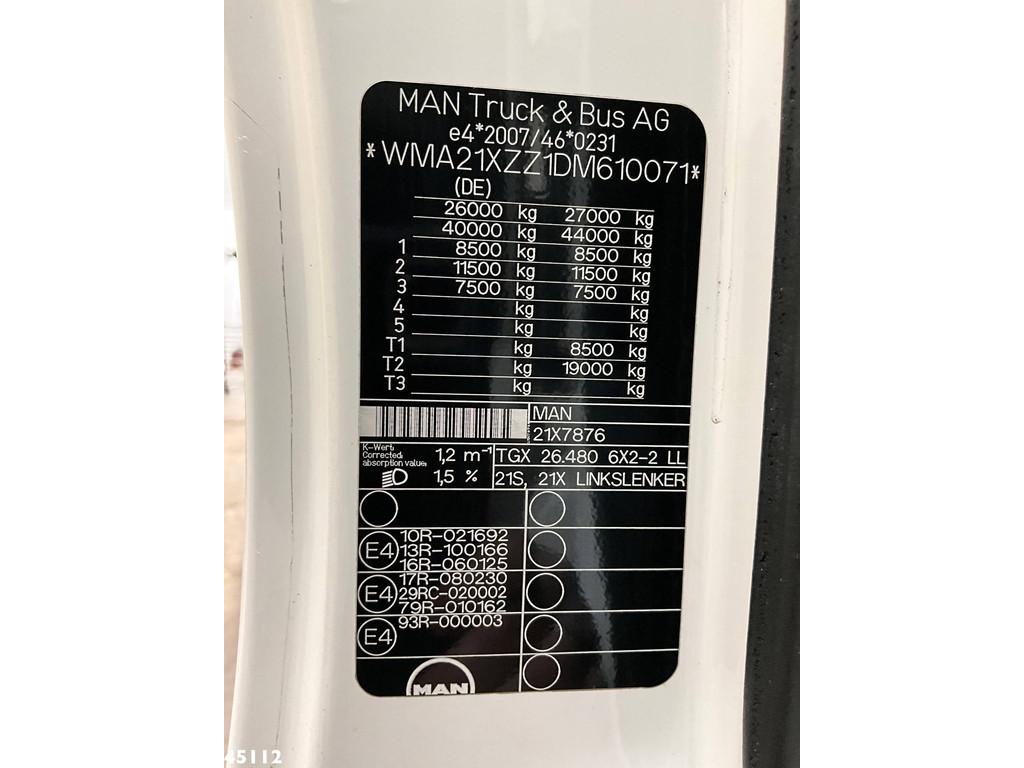 MAN Truck & Bus AG
e4*2007/46*0231
*WMA21XZZ1DM610071*
(DE)
26000 kg 27000 kg
40000 kg 44000 kg
1 8500 kg 8500 kg
2 11500 kg 11500 kg
3 7500 kg 7500 kg
4 kg kg
5 kg kg
T1 kg 8500 kg
T2 kg 19000 kg
T3 kg kg
MAN
21X7876
K-Wert:
Corrected
absorption value:
1,2 m⁻¹
TGX 26.480 6X2-2 LL
1,5 %
21S, 21X LINKSLENKER
10R-021692
E4 13R-100166
16R-060125
17R-080230
E4 29RC-020002
79R-010162
93R-000003
E4
MAN
45112